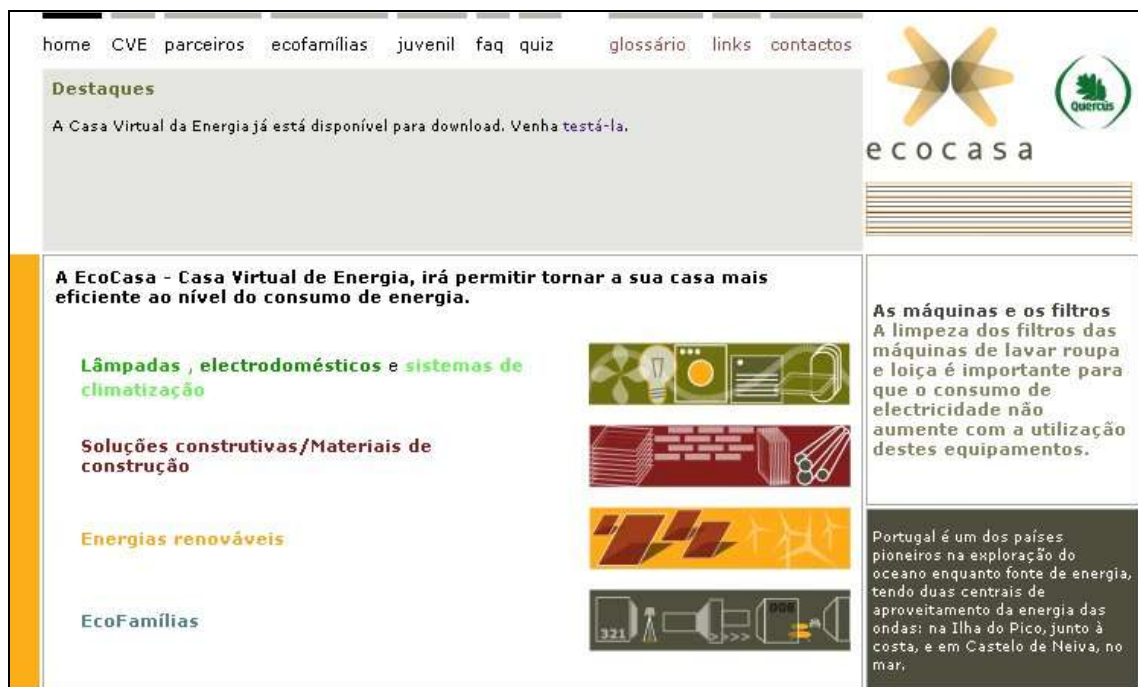 home CVE parceiros ecofamílias juvenil faq quiz glossário links contactos
Destaques
A Casa Virtual da Energia já está disponível para download. Venha testá-la.
Quercus
ecocasa
A EcoCasa - Casa Virtual de Energia, irá permitir tornar a sua casa mais
eficiente ao nível do consumo de energia.
Lâmpadas , electrodomésticos e sistemas de
climatização
Soluções construtivas/Materiais de
construção
Energias renováveis
EcoFamílias
321
008
>>>>
As máquinas e os filtros
A limpeza dos filtros das
máquinas de lavar roupa
e loiça é importante para
que o consumo de
electricidade não
aumente com a utilização
destes equipamentos.
Portugal é um dos países
pioneiros na exploração do
oceano enquanto fonte de energia,
tendo duas centrais de
aproveitamento da energia das
ondas: na Ilha do Pico, junto à
costa, e em Castelo de Neiva, no
mar.